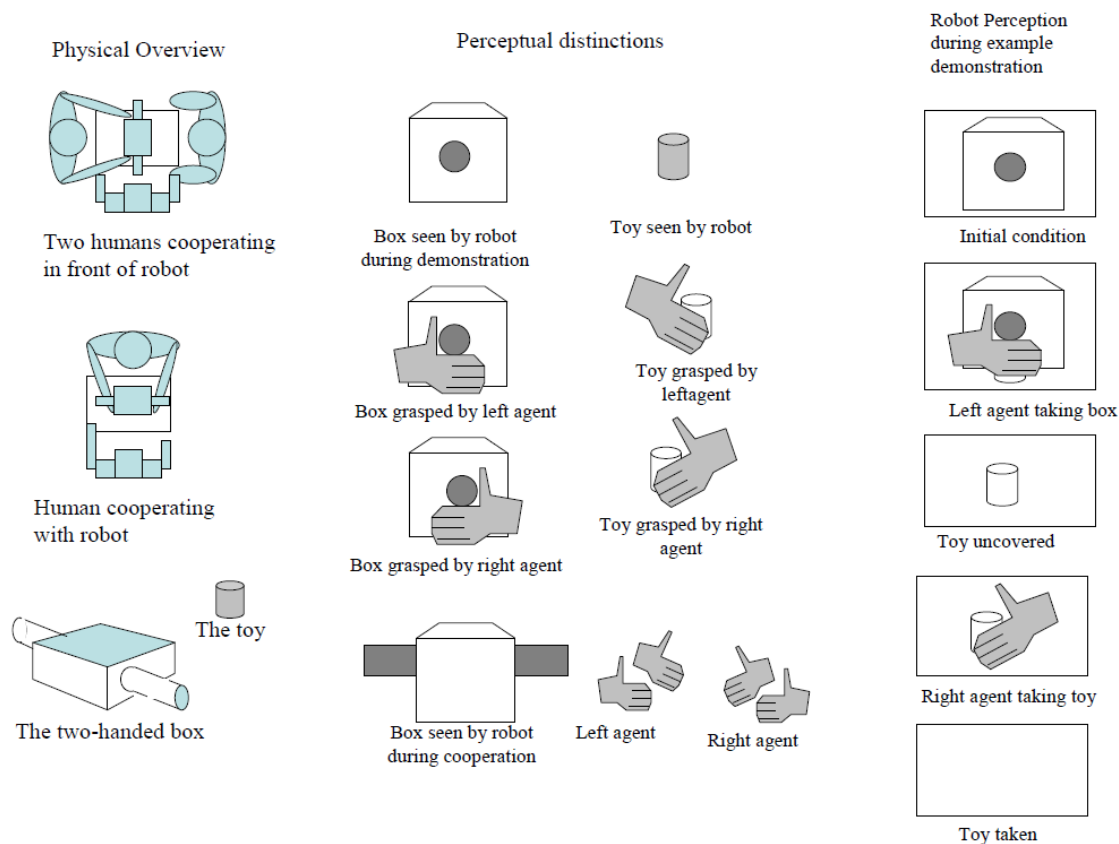 Physical Overview
Two humans cooperating
in front of robot
Human cooperating
with robot
The toy
The two-handed box
Perceptual distinctions
Box seen by robot
during demonstration
Toy seen by robot
Box grasped by left agent
Toy grasped by
leftagent
Box grasped by right agent
Toy grasped by right
agent
Box seen by robot
during cooperation
Left agent
Right agent
Robot Perception
during example
demonstration
Initial condition
Left agent taking box
Toy uncovered
Right agent taking toy
Toy taken